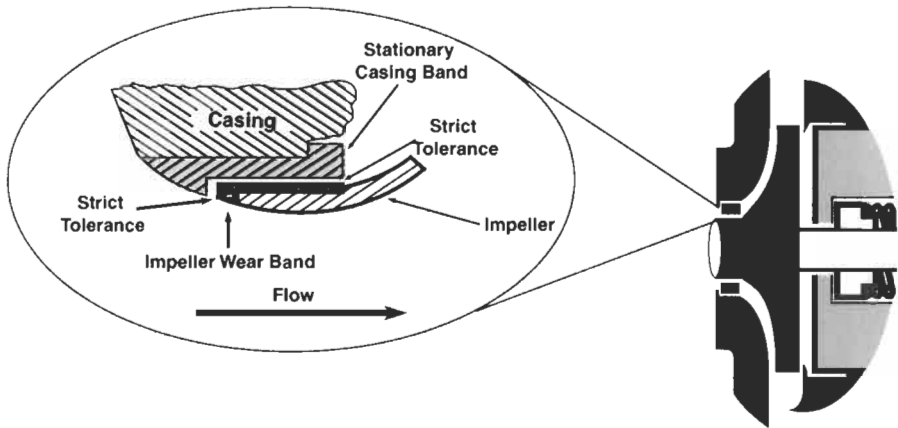 Stationary
Casing Band
Casing
Strict
Tolerance
Strict
Tolerance
Impeller
Impeller Wear Band
Flow